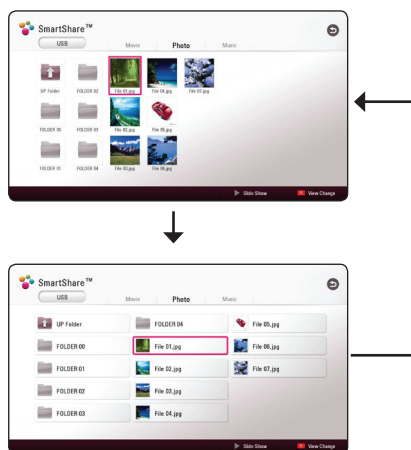 SmartShare™
USB
Movie Photo Music
UP Folder FOLDER 02 File 01.jpg File 04.jpg File 07.jpg
FOLDER 00 FOLDER 03 File 02.jpg File 05.jpg
FOLDER 01 FOLDER 04 File 03.jpg File 06.jpg
Slide Show View Change
SmartShare™
USB
Movie Photo Music
UP Folder FOLDER 04 File 05.jpg
FOLDER 00 File 01.jpg File 06.jpg
FOLDER 01 File 02.jpg File 07.jpg
FOLDER 02 File 03.jpg
FOLDER 03 File 04.jpg
Slide Show View Change